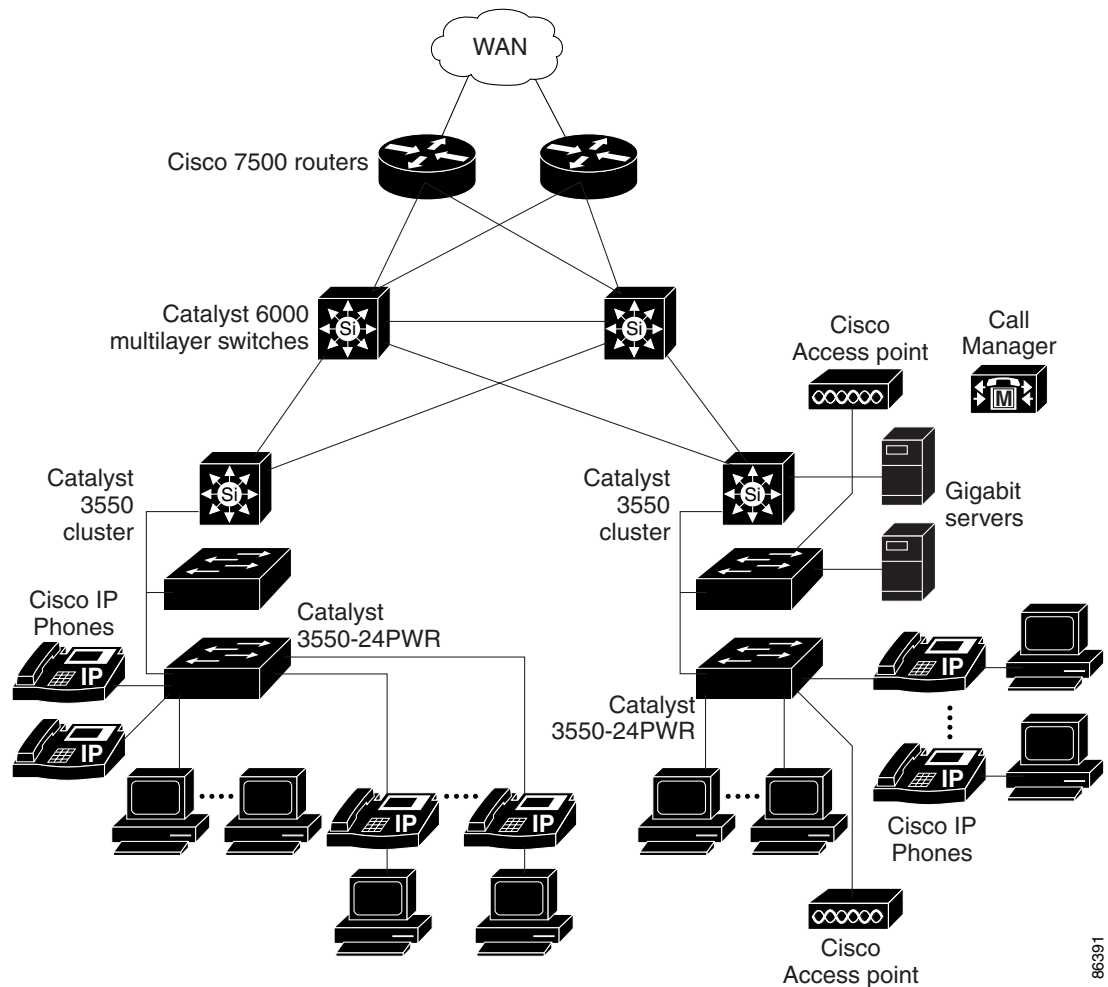 WAN
Cisco 7500 routers
Catalyst 6000
multilayer switches
Si
Si
Cisco
Access point
Call
Manager
M
Catalyst
3550
cluster
Si
Catalyst
3550
cluster
Si
Gigabit
servers
Cisco IP
Phones
IP
IP
Catalyst
3550-24PWR
IP
IP
Catalyst
3550-24PWR
IP
IP
Cisco IP
Phones
Cisco
Access point
86391